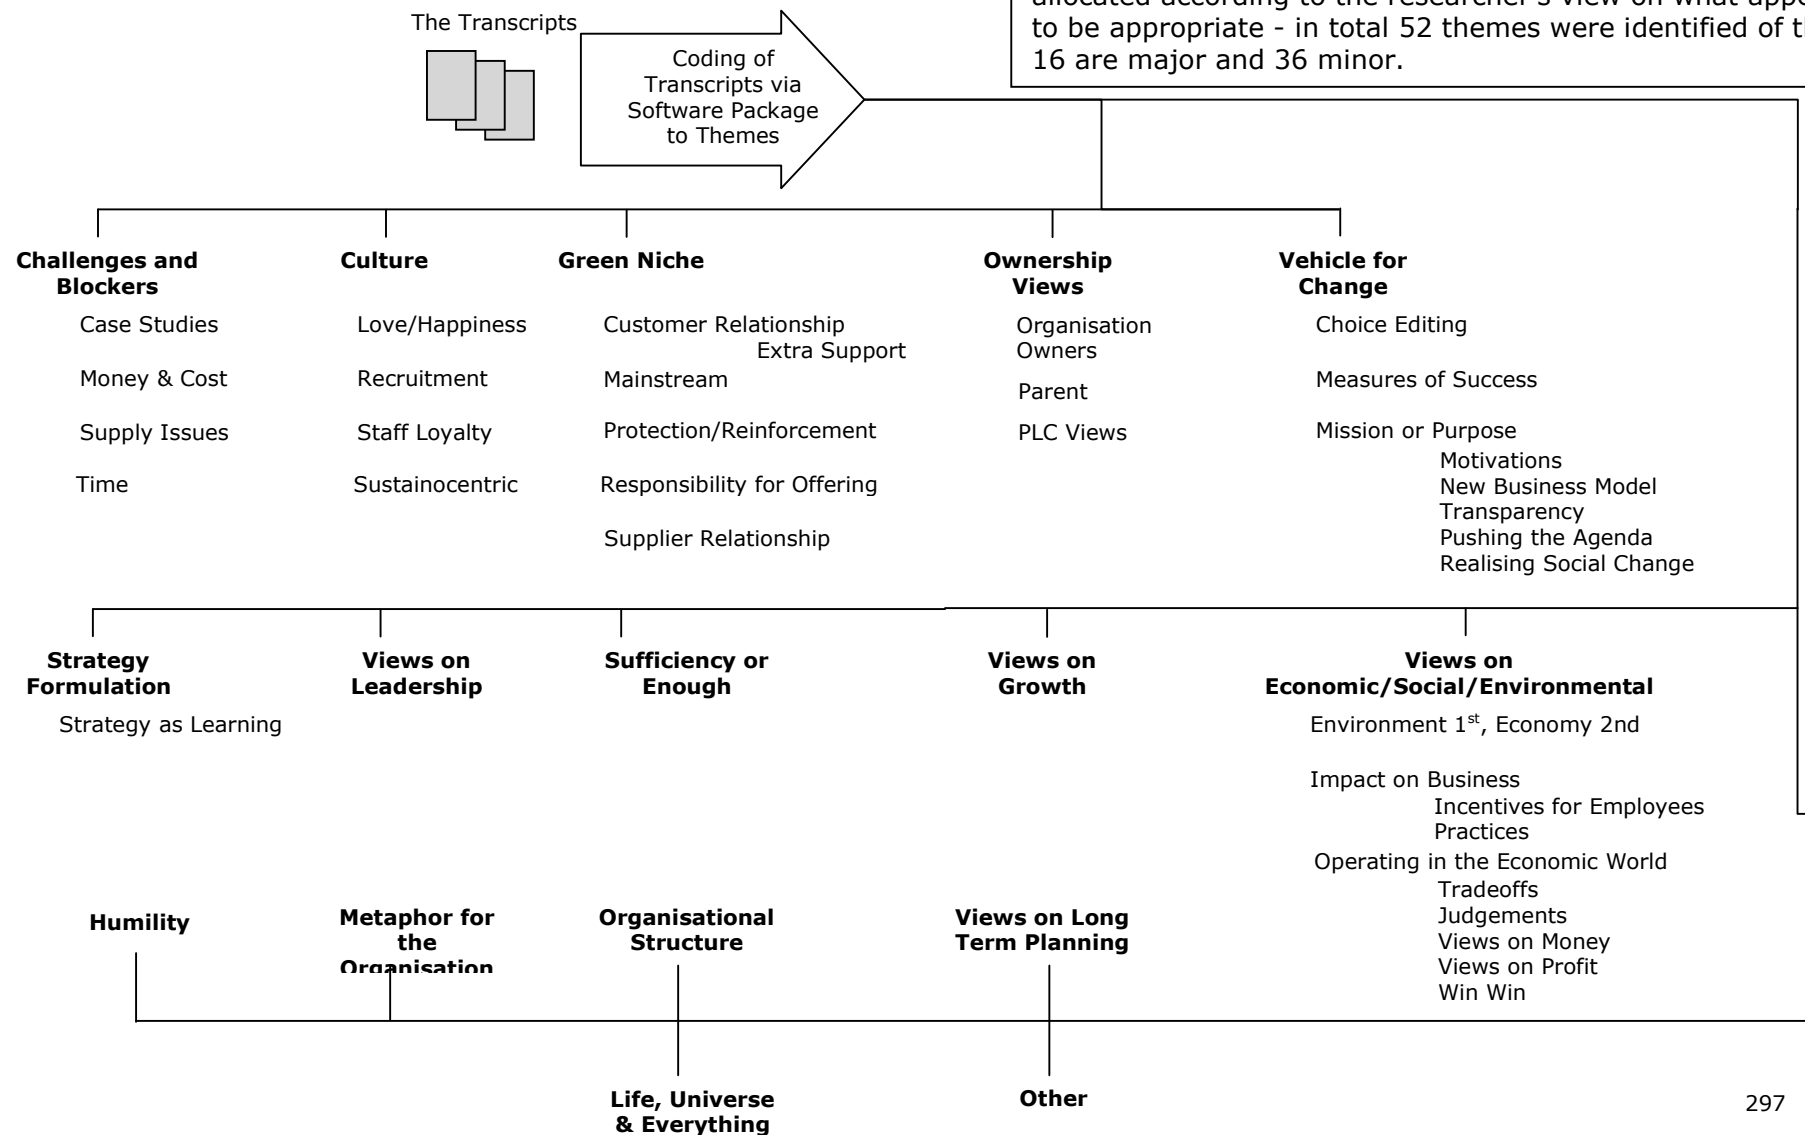 allocated according to the researcher's view on what
to be appropriate - in total 52 themes were identified of
16 are major and 36 minor.
The Transcripts
Coding of
Transcripts via
Software Package
to Themes
Challenges and
Blockers
Case Studies
Money & Cost
Supply Issues
Time
Culture
Love/Happiness
Recruitment
Staff Loyalty
Sustainocentric
Green Niche
Customer Relationship
Extra Support
Mainstream
Protection/Reinforcement
Responsibility for Offering
Supplier Relationship
Ownership
Views
Organisation
Owners
Parent
PLC Views
Vehicle for
Change
Choice Editing
Measures of Success
Mission or Purpose
Motivations
New Business Model
Transparency
Pushing the Agenda
Realising Social Change
Strategy
Formulation
Strategy as Learning
Views on
Leadership
Sufficiency or
Enough
Views on
Growth
Views on
Economic/Social/Environmental
Environment 1st, Economy 2nd
Impact on Business
Incentives for Employees
Practices
Operating in the Economic World
Tradeoffs
Judgements
Views on Money
Views on Profit
Win Win
Humility
Metaphor for
the
Organisation
Organisational
Structure
Views on Long
Term Planning
Life, Universe
& Everything
Other
297